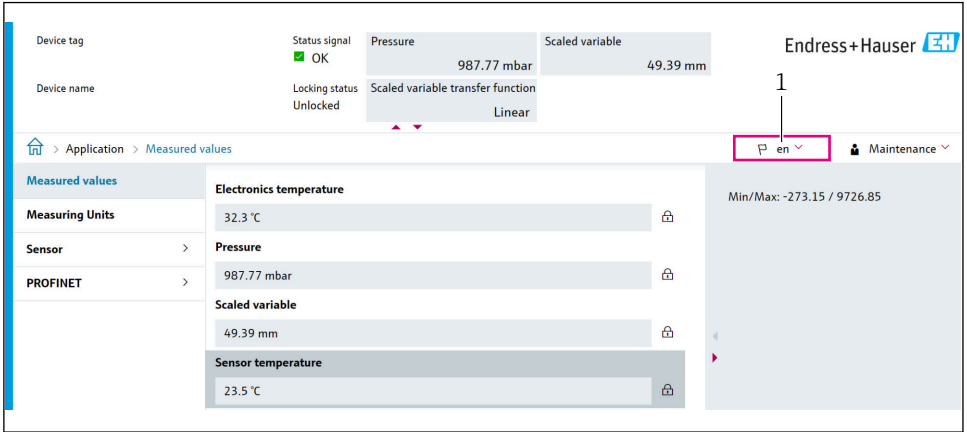 Device tag
Status signal
OK
Pressure
987.77 mbar
Scaled variable
49.39 mm
Endress+Hauser EH
1
Device name
Locking status
Unlocked
Scaled variable transfer function
Linear
> Application > Measured values
en
Maintenance
Measured values
Measuring Units
Sensor >
PROFINET >
Electronics temperature
32.3 °C
Pressure
987.77 mbar
Scaled variable
49.39 mm
Sensor temperature
23.5 °C
Min/Max: -273.15 / 9726.85